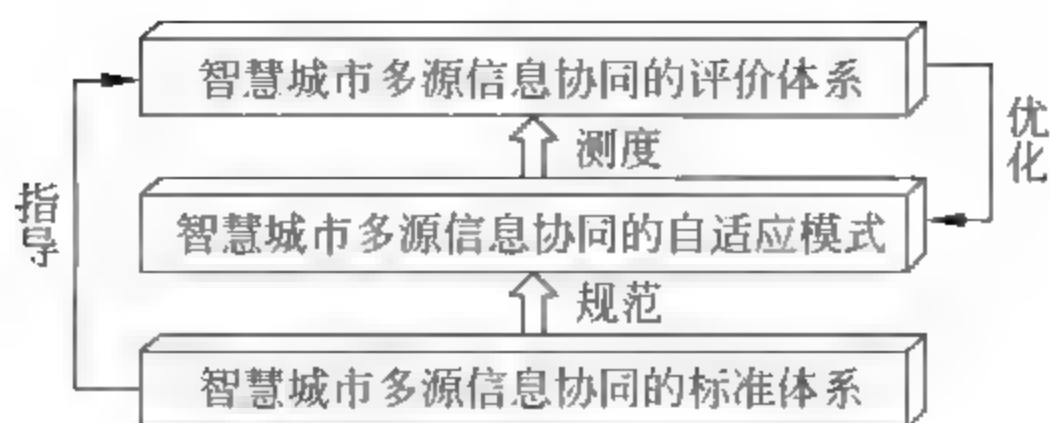 智慧城市多源信息协同的评价体系
测度
优化
智慧城市多源信息协同的自适应模式
指导
规范
智慧城市多源信息协同的标准体系